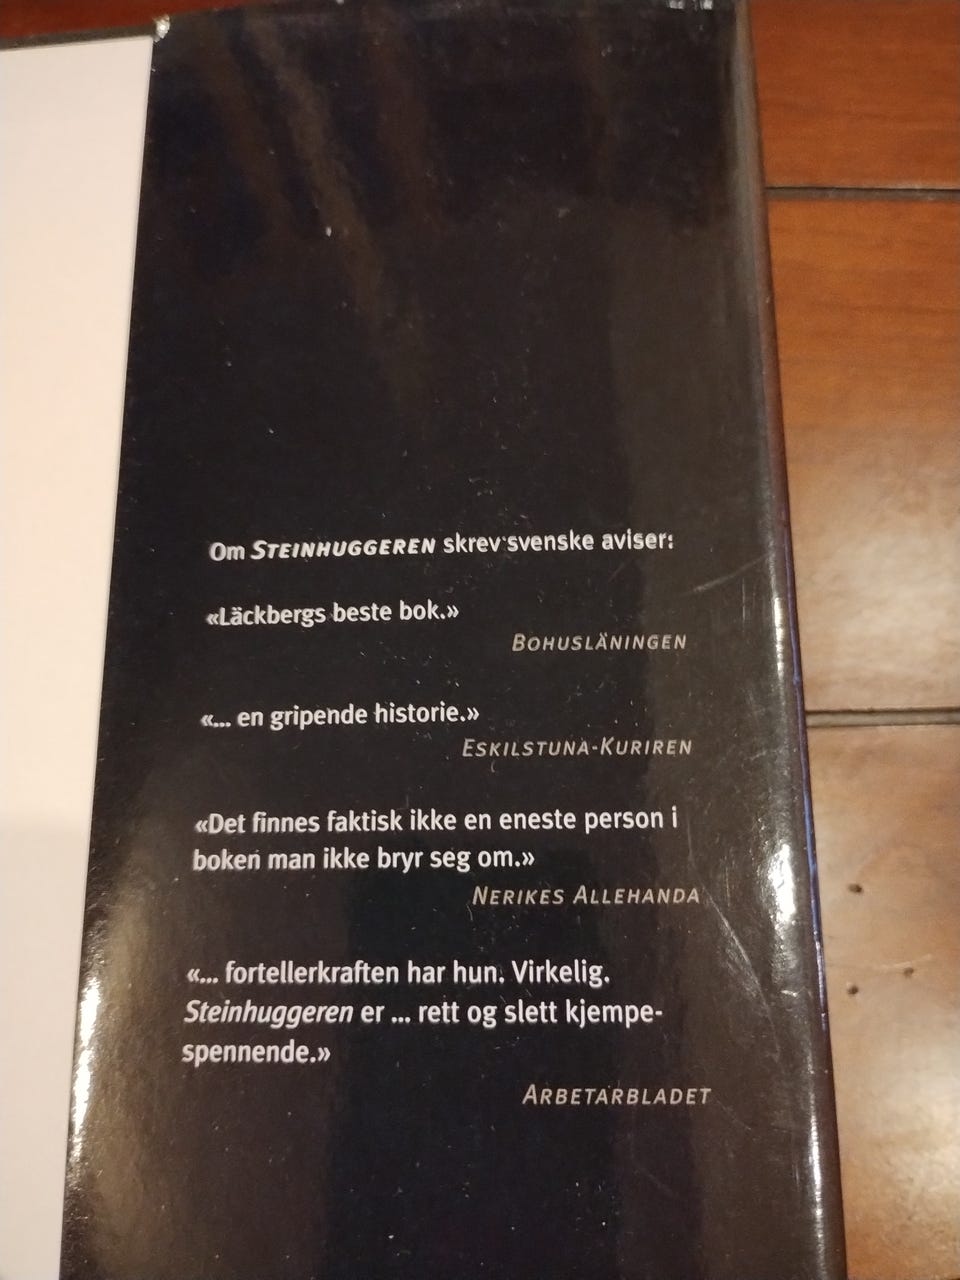 Om STEINHUGGEREN skrev svenske aviser:
«Läckbergs beste bok.»
BOHUSLÄNINGEN
«... en gripende historie.»
ESKILSTUNA-KURIREN
«Det finnes faktisk ikke en eneste person i
boken man ikke bryr seg om.»
NERIKES ALLEHANDA
«... fortellerkraften har hun. Virkelig.
Steinhuggeren er ... rett og slett kjempe-
spennende.»
ARBETARBLADET